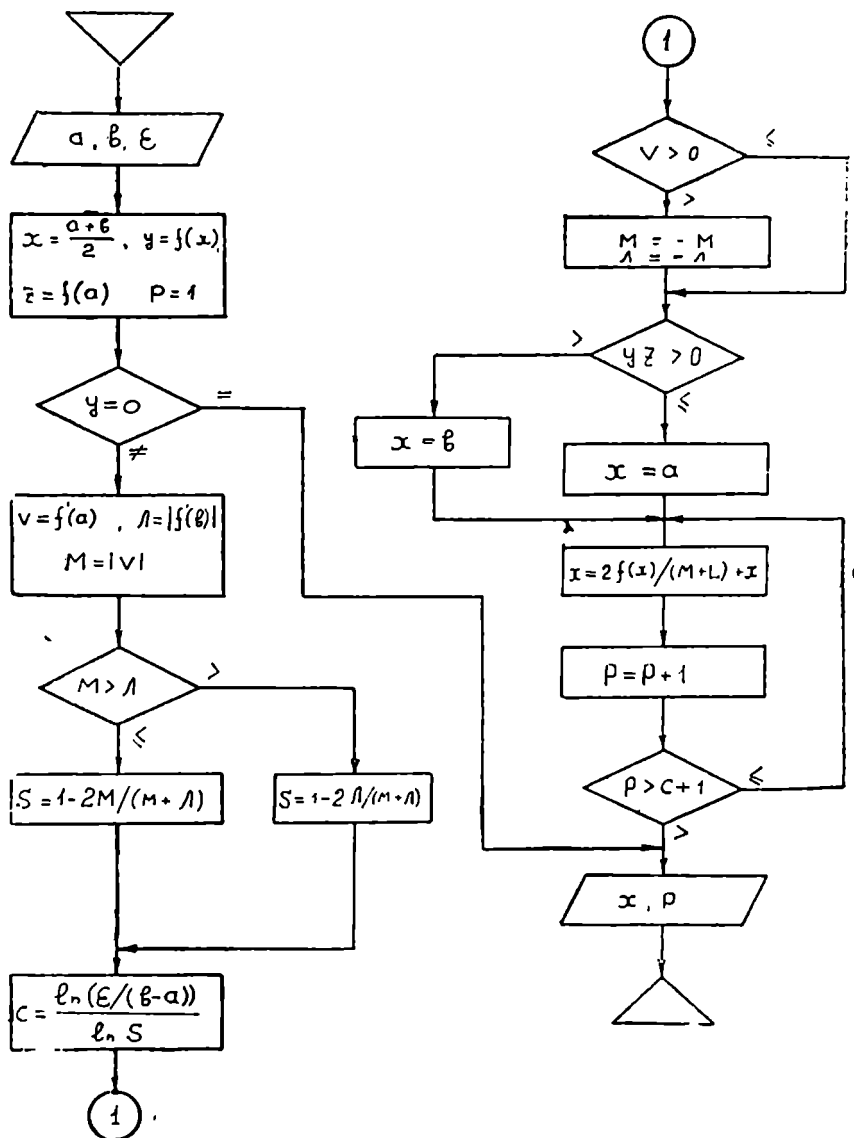 a, в, ε
x = (a+в)/2, y=f(x),
z=f(a) P=1
y=0
=
≠
v=f'(a), Λ=|f'(в)|
M=|v|
M>Λ
>
≤
S=1-2M/(M+Λ)
S=1-2Λ/(M+Λ)
c = ln(ε/(в-a))/ln S
1
1
v>0
≤
>
M = -M
Λ = -Λ
yz>0
>
≤
x=в
x=a
x=2f(x)/(M+L)+x
p=p+1
p>c+1
≤
>
x, p